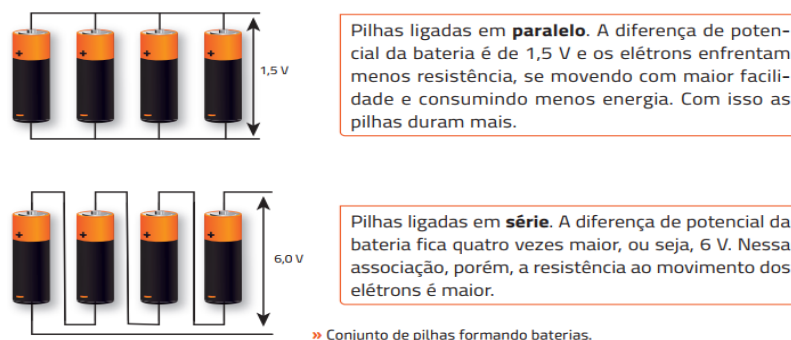 1,5 V
Pilhas ligadas em paralelo. A diferença de poten-
cial da bateria é de 1,5 V e os elétrons enfrentam
menos resistência, se movendo com maior facili-
dade e consumindo menos energia. Com isso as
pilhas duram mais.
6,0 V
Pilhas ligadas em série. A diferença de potencial da
bateria fica quatro vezes maior, ou seja, 6 V. Nessa
associação, porém, a resistência ao movimento dos
elétrons é maior.
» Conjunto de pilhas formando baterias.